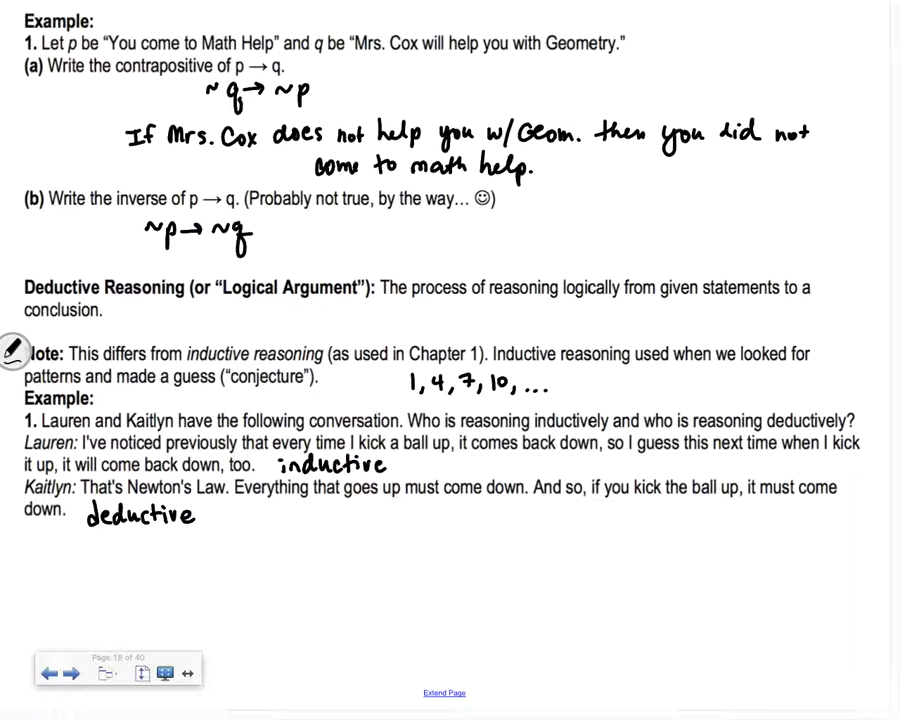 Example:
1. Let p be “You come to Math Help” and q be “Mrs. Cox will help you with Geometry.”
(a) Write the contrapositive of p → q.
~q → ~p
If Mrs. Cox does not help you w/Geom. then you did not
come to math help.
(b) Write the inverse of p → q. (Probably not true, by the way… ☺)
~p → ~q
Deductive Reasoning (or “Logical Argument”): The process of reasoning logically from given statements to a
conclusion.
Note: This differs from inductive reasoning (as used in Chapter 1). Inductive reasoning used when we looked for
patterns and made a guess (“conjecture”).
1, 4, 7, 10, ...
Example:
1. Lauren and Kaitlyn have the following conversation. Who is reasoning inductively and who is reasoning deductively?
Lauren: I've noticed previously that every time I kick a ball up, it comes back down, so I guess this next time when I kick
it up, it will come back down, too. inductive
Kaitlyn: That's Newton's Law. Everything that goes up must come down. And so, if you kick the ball up, it must come
down. deductive
Page 18 of 40
Extend Page